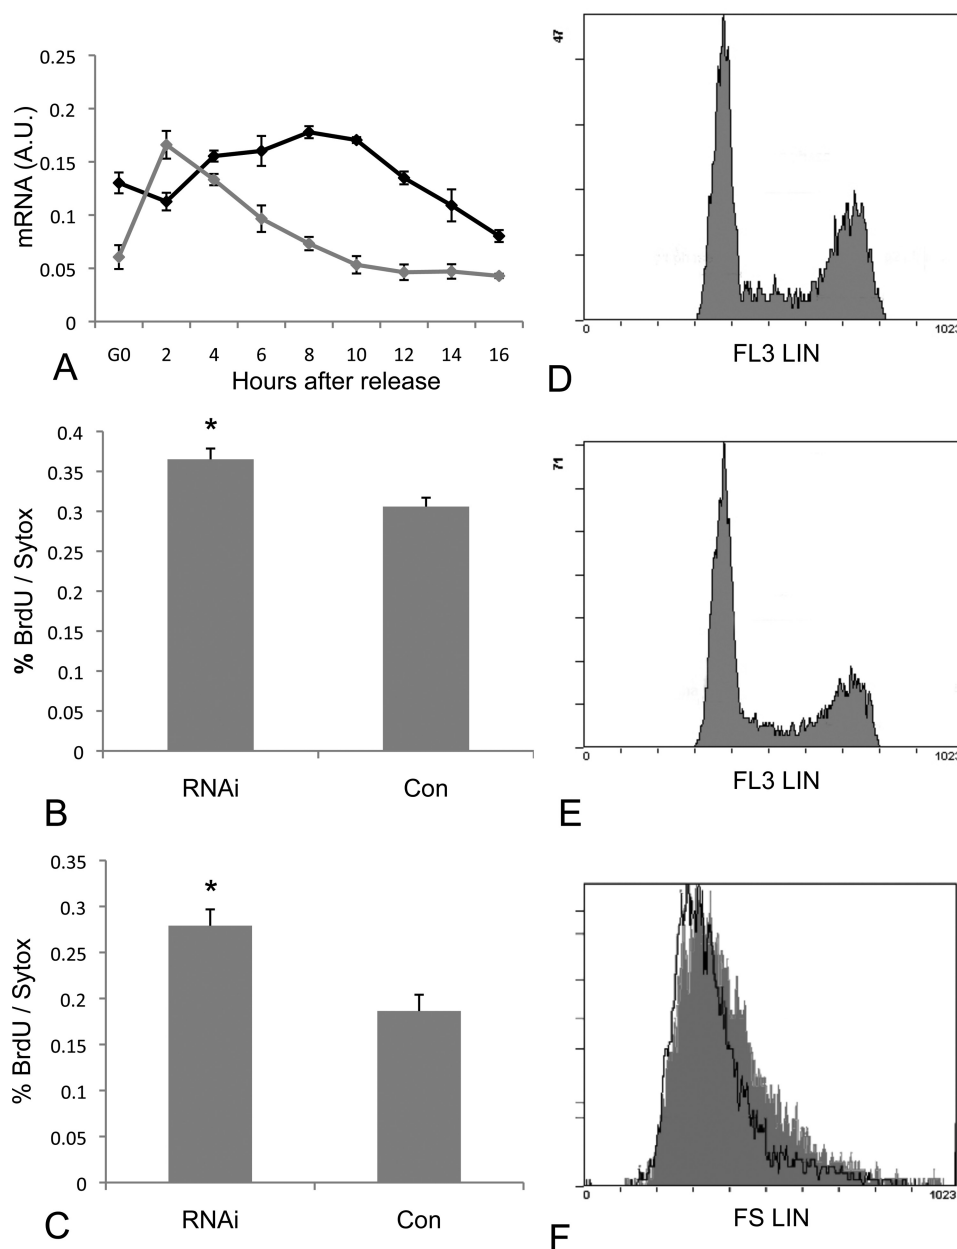 0.25
0.2
0.15
0.1
0.05
0
mRNA (A.U.)
G0 2 4 6 8 10 12 14 16
Hours after release
A
*
0.4
0.35
0.3
0.25
0.2
0.15
0.1
0.05
0
% BrdU / Sytox
RNAi Con
B
*
0.35
0.3
0.25
0.2
0.15
0.1
0.05
0
% BrdU / Sytox
RNAi Con
C
47
0 1023
FL3 LIN
D
71
0 1023
FL3 LIN
E
0 1023
FS LIN
F